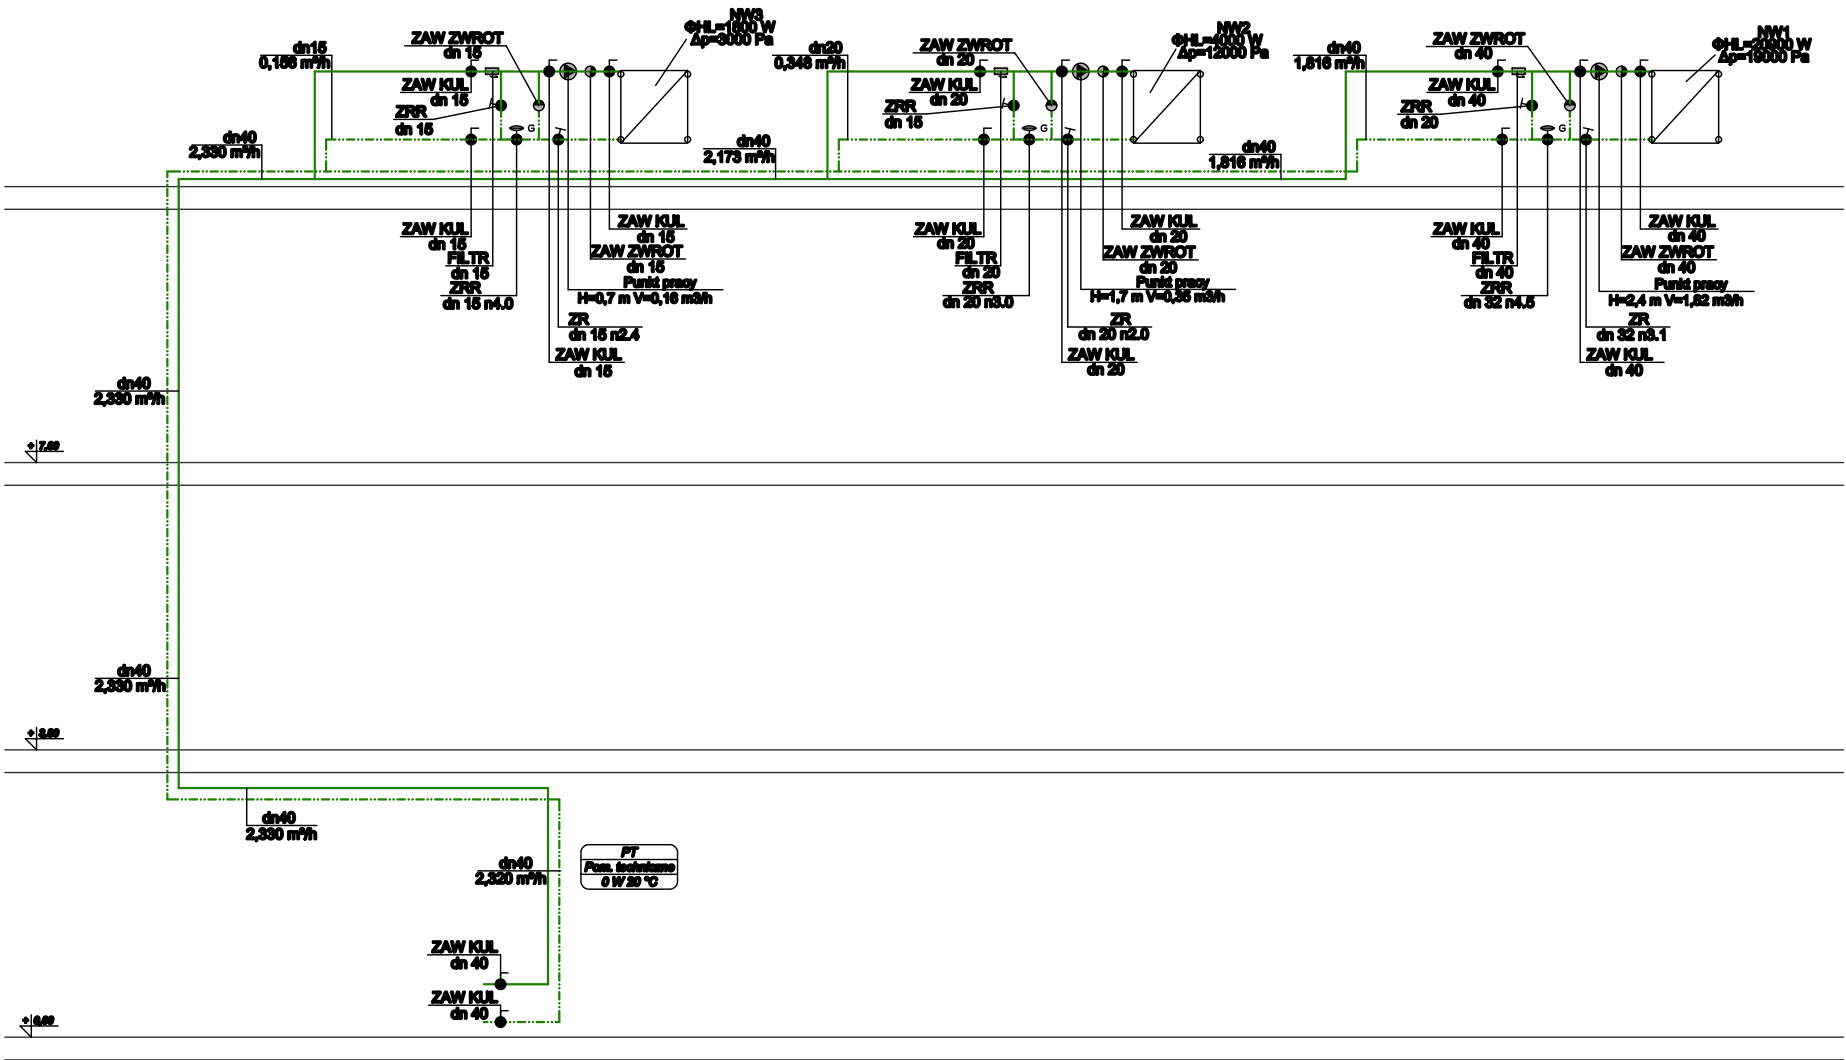 NW3
ΦHL=1800 W
Δp=3000 Pa
ZAW ZWROT
dn 15
dn15
0,156 m³/h
ZAW KUL
dn 15
ZRR
dn 15
G
dn40
2,330 m³/h
ZAW KUL
dn 15
FILTR
dn 15
ZRR
dn 15 n4.0
ZAW KUL
dn 15
ZAW ZWROT
dn 15
Punkt pracy
H=0,7 m V=0,16 m3/h
ZR
dn 15 n2.4
ZAW KUL
dn 15
NW2
ΦHL=4000 W
Δp=12000 Pa
ZAW ZWROT
dn 20
dn20
0,348 m³/h
ZAW KUL
dn 20
ZRR
dn 15
G
dn40
2,173 m³/h
ZAW KUL
dn 20
FILTR
dn 20
ZRR
dn 20 n3.0
ZAW KUL
dn 20
ZAW ZWROT
dn 20
Punkt pracy
H=1,7 m V=0,35 m3/h
ZR
dn 20 n2.0
ZAW KUL
dn 20
NW1
ΦHL=20900 W
Δp=19000 Pa
ZAW ZWROT
dn 40
dn40
1,816 m³/h
ZAW KUL
dn 40
ZRR
dn 20
G
dn40
1,816 m³/h
ZAW KUL
dn 40
FILTR
dn 40
ZRR
dn 32 n4.5
ZAW KUL
dn 40
ZAW ZWROT
dn 40
Punkt pracy
H=2,4 m V=1,82 m3/h
ZR
dn 32 n3.1
ZAW KUL
dn 40
dn40
2,330 m³/h
dn40
2,330 m³/h
dn40
2,330 m³/h
dn40
2,320 m³/h
PT
Pom. techniczne
0 W 20 °C
ZAW KUL
dn 40
ZAW KUL
dn 40